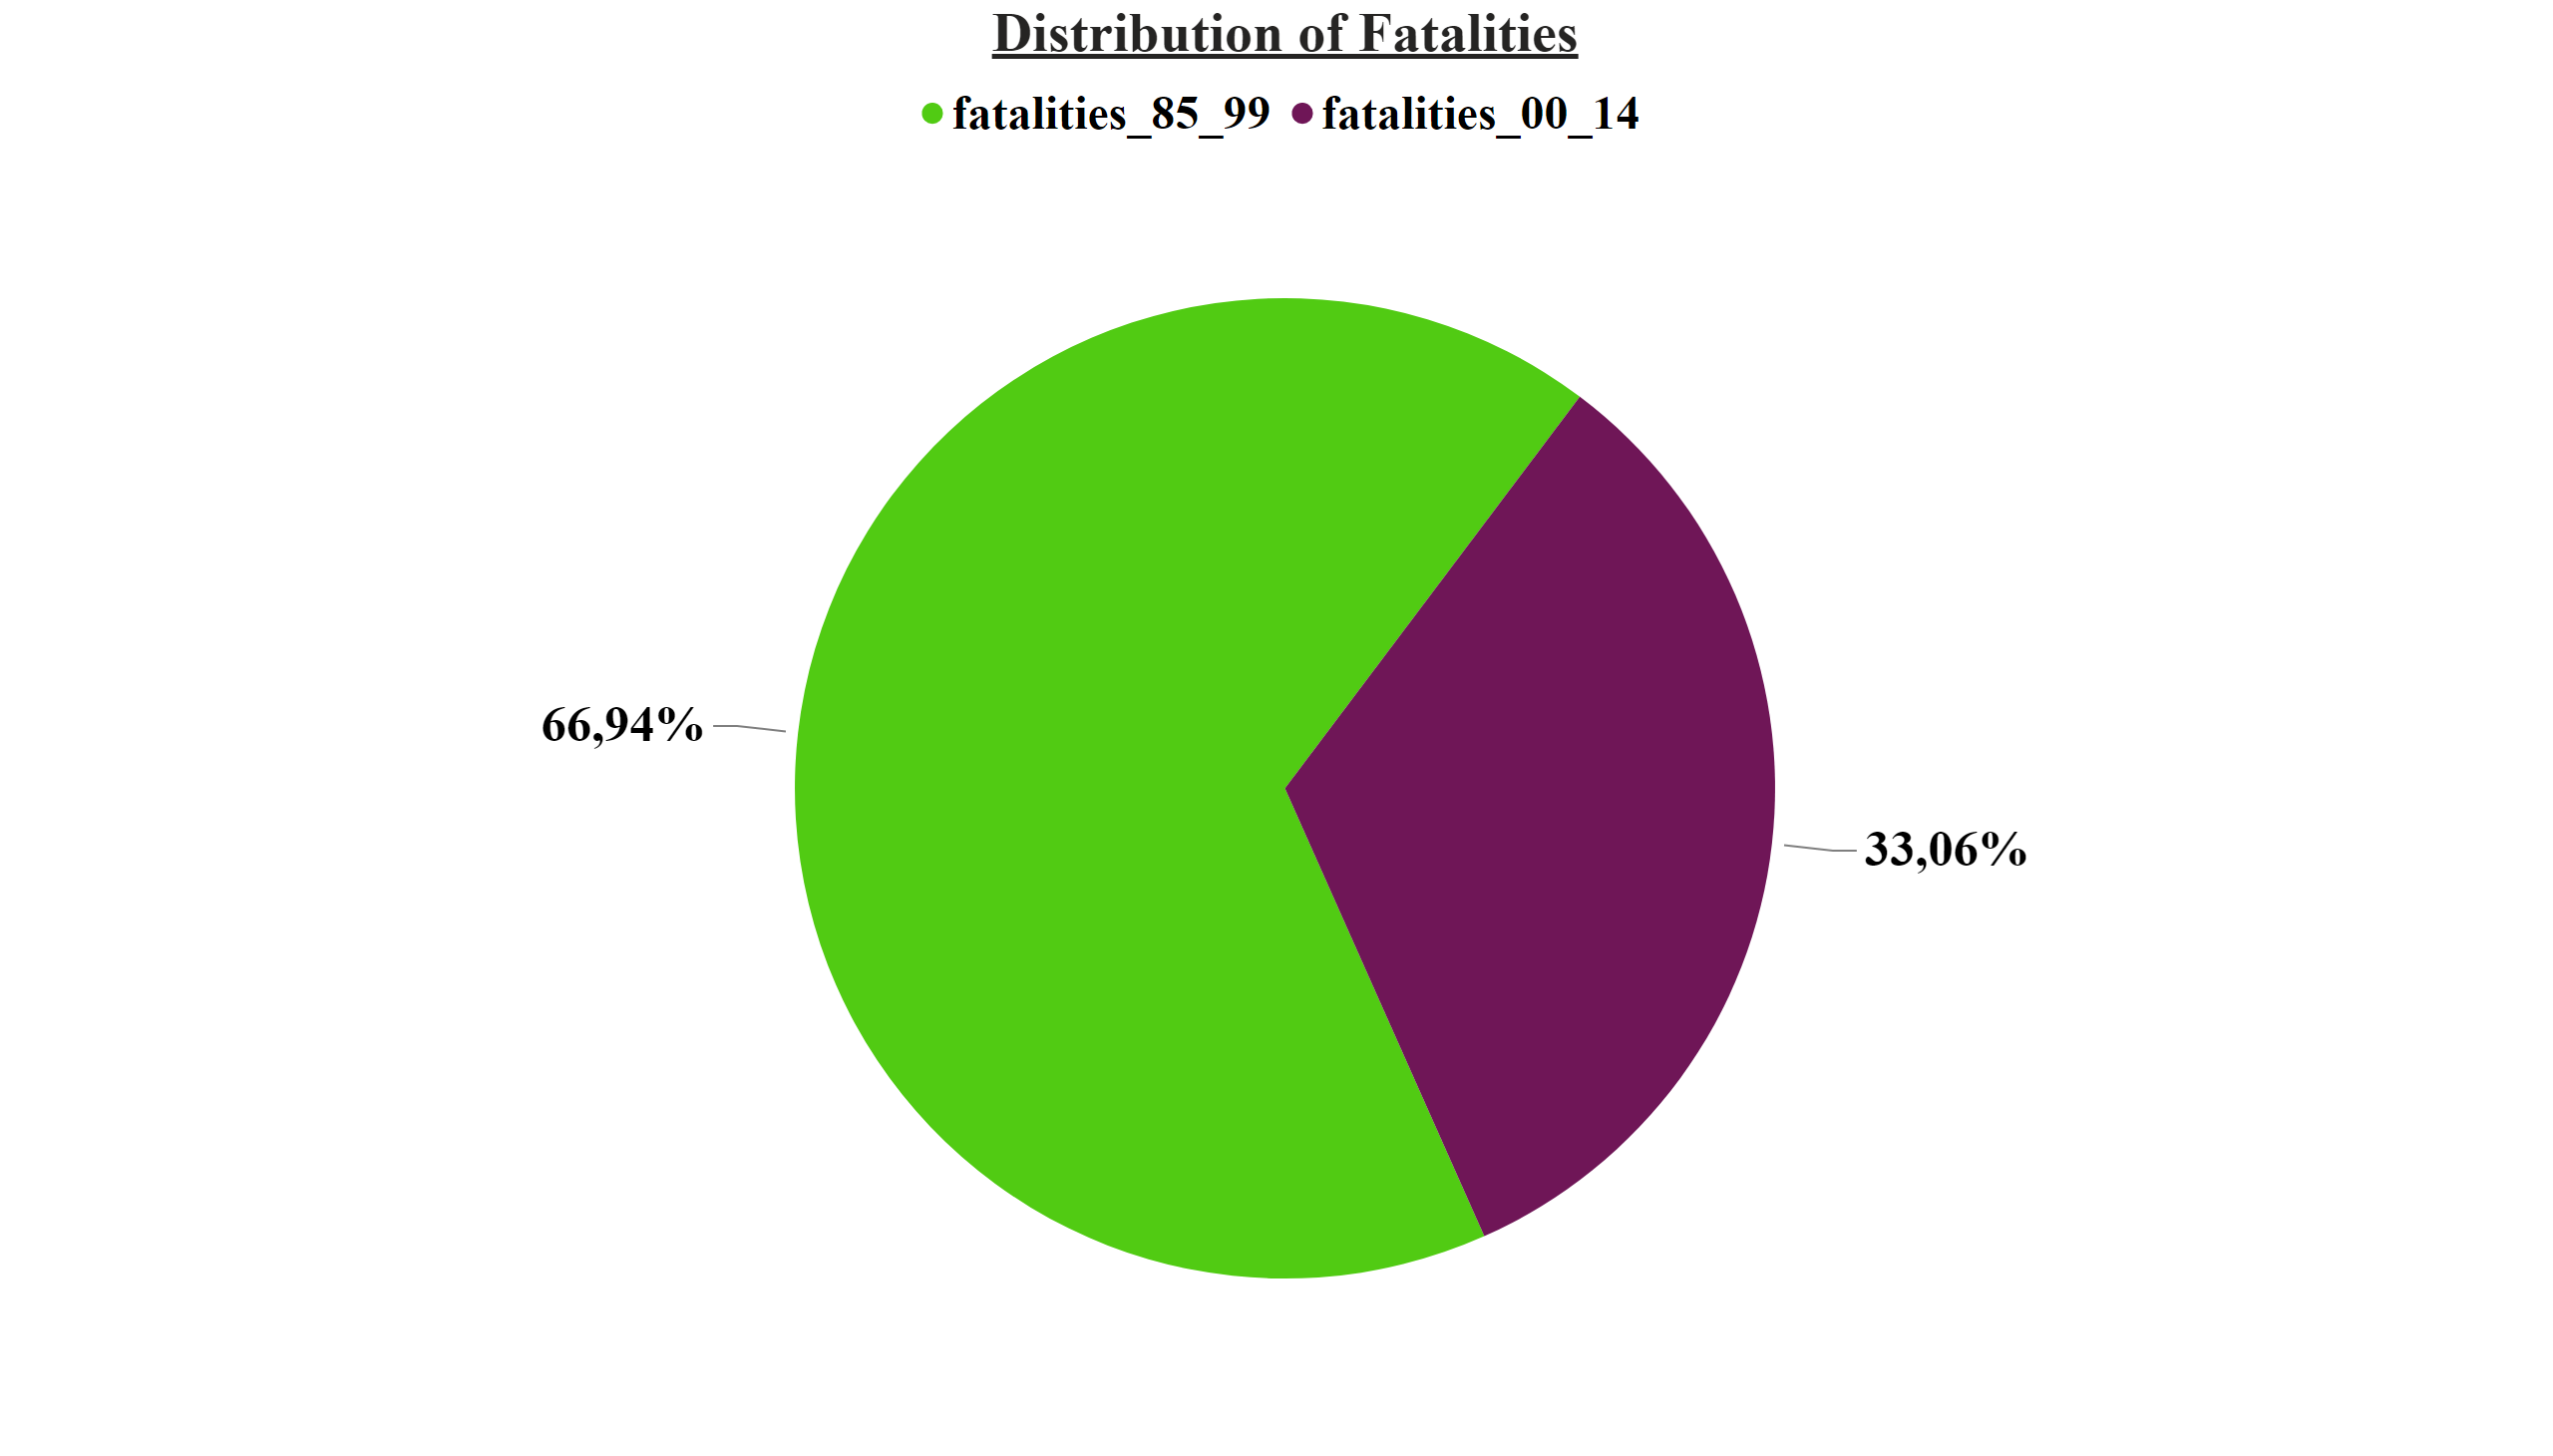 Distribution of Fatalities
fatalities_85_99 fatalities_00_14
66,94%
33,06%